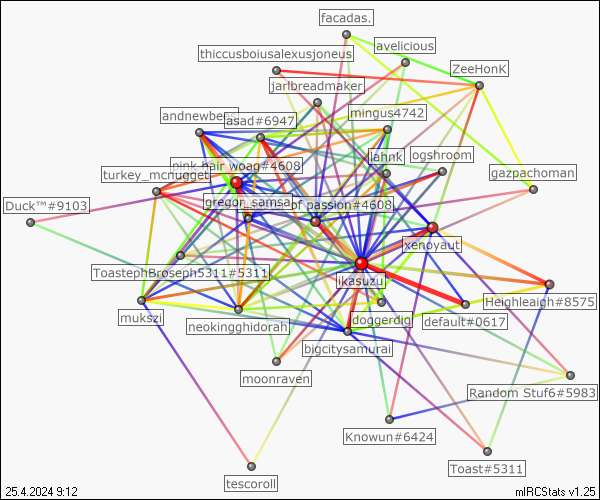 facadas.
avelicious
thiccusboiusalexusjoneus
ZeeHonK
jarlbreadmaker
mingus4742
andnewbees
asad#6947
ogshroom
lahnk
pink hair woag#4608
turkey_mcnugget
gazpachoman
gregor_samsa
of passion#4608
Duck™#9103
xenoyaut
ToastephBroseph5311#5311
ikasuzu
Heighleaigh#8575
mukszi
doggerdig
default#0617
neokingghidorah
bigcitysamurai
moonraven
Random Stuf6#5983
Knowun#6424
Toast#5311
tescoroll
25.4.2024 9:12
mIRCStats v1.25